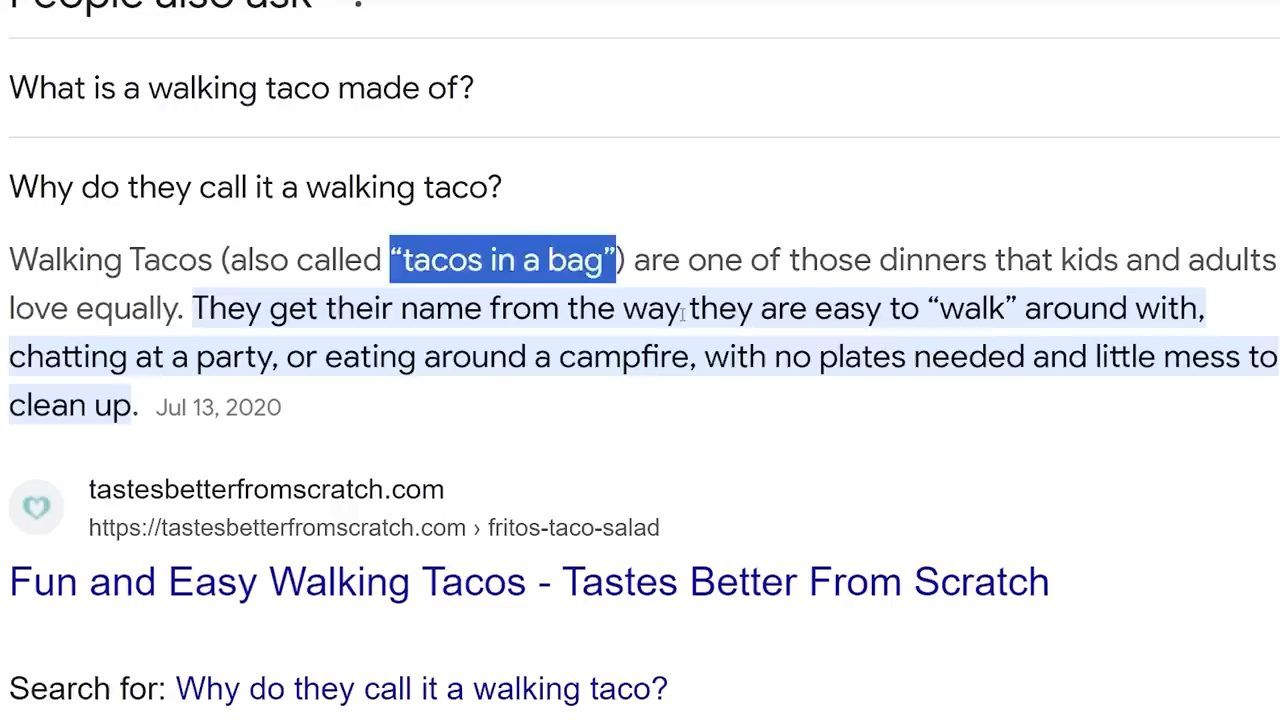 People also ask
What is a walking taco made of?
Why do they call it a walking taco?
Walking Tacos (also called “tacos in a bag”) are one of those dinners that kids and adults
love equally. They get their name from the way they are easy to “walk” around with,
chatting at a party, or eating around a campfire, with no plates needed and little mess to
clean up. Jul 13, 2020
tastesbetterfromscratch.com
https://tastesbetterfromscratch.com › fritos-taco-salad
Fun and Easy Walking Tacos - Tastes Better From Scratch
Search for: Why do they call it a walking taco?